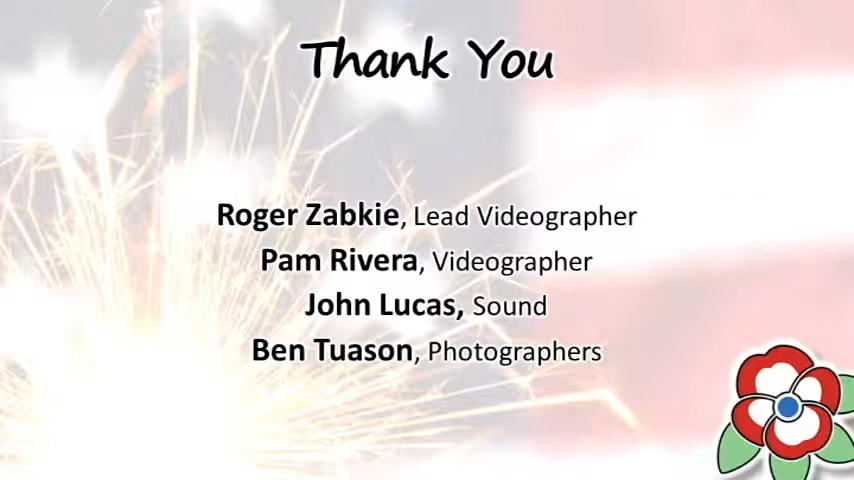 Thank You
Roger Zabkie, Lead Videographer
Pam Rivera, Videographer
John Lucas, Sound
Ben Tuason, Photographers